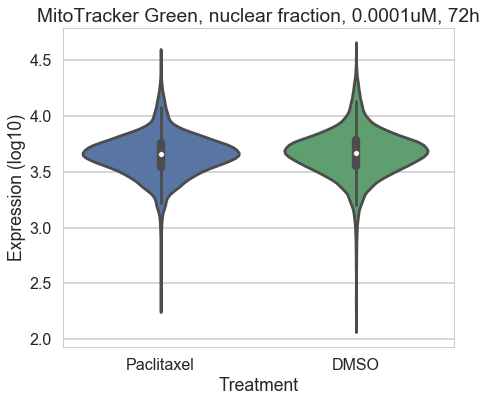 MitoTracker Green, nuclear fraction, 0.0001uM, 72h
4.5
4.0
3.5
3.0
2.5
2.0
Expression (log10)
Paclitaxel DMSO
Treatment